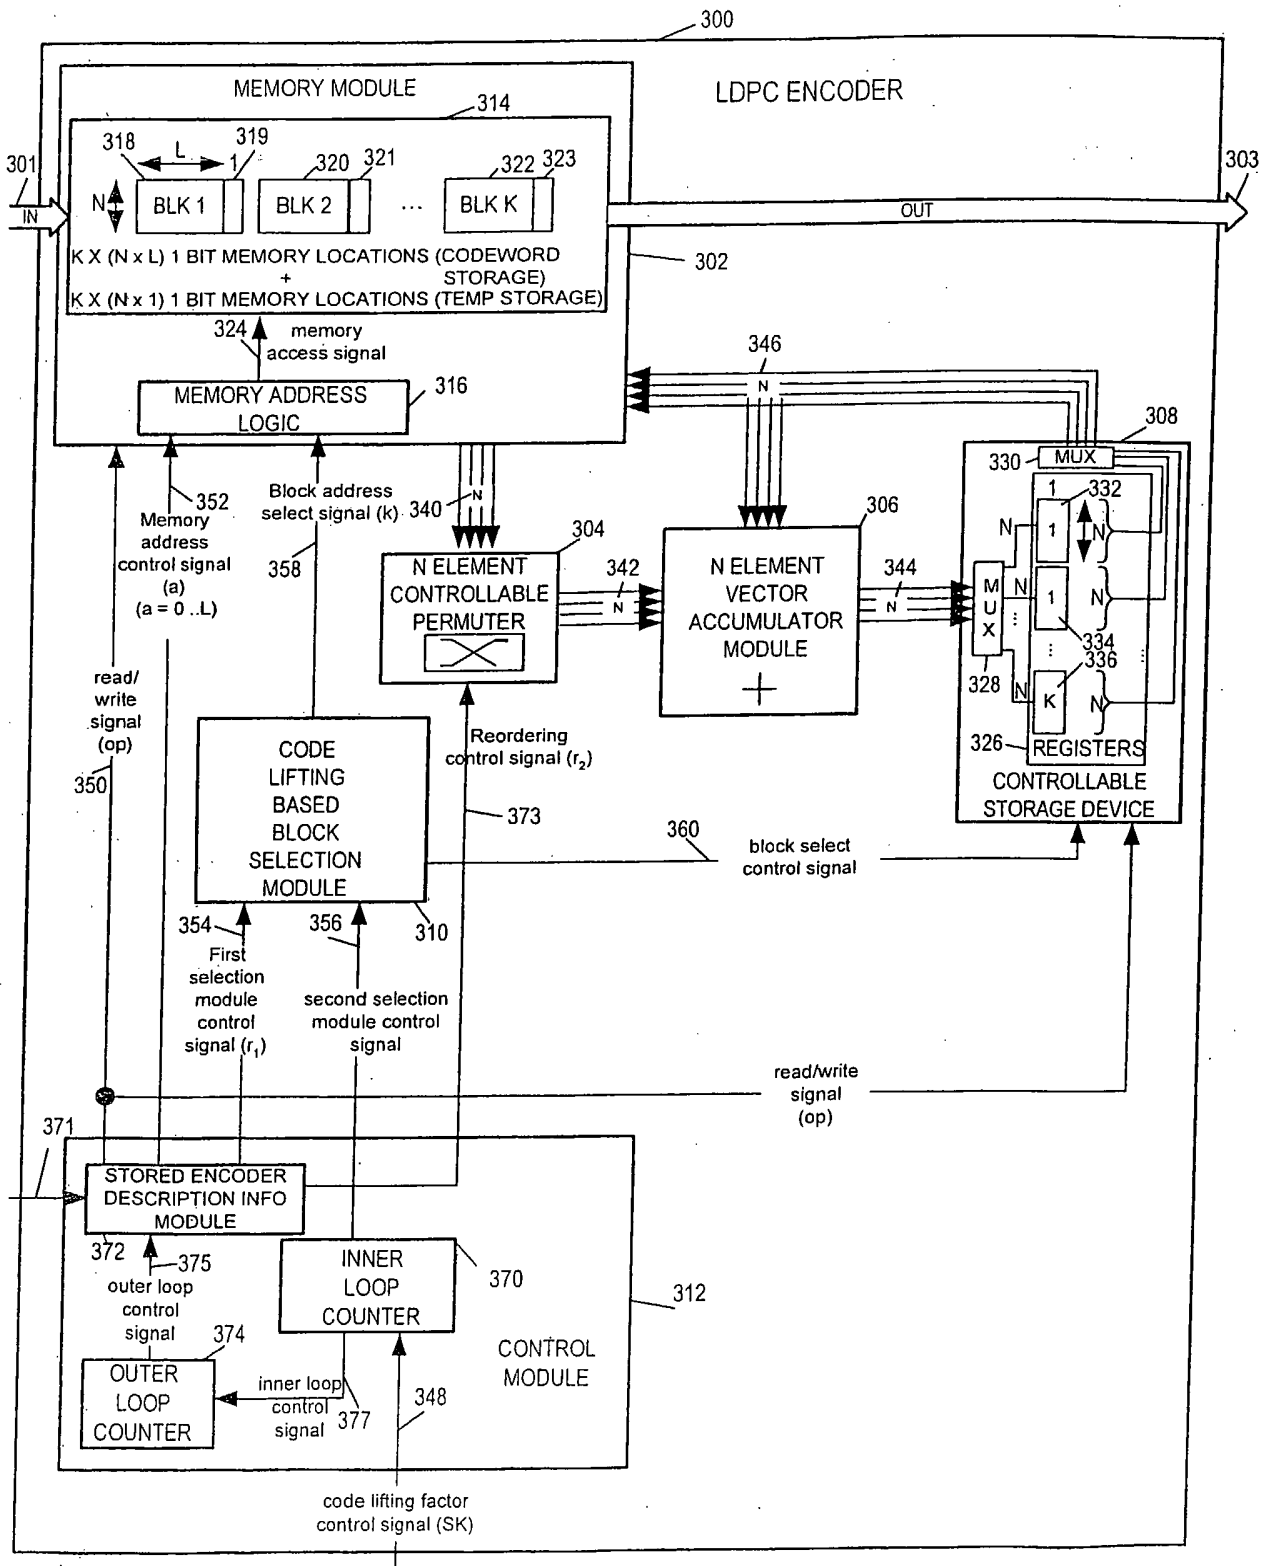 300
MEMORY MODULE
LDPC ENCODER
314
318
319
L
1
320
321
322
323
301
303
N
BLK 1
BLK 2
...
BLK K
IN
OUT
K X (N x L) 1 BIT MEMORY LOCATIONS (CODEWORD
STORAGE)
+
K X (N x 1) 1 BIT MEMORY LOCATIONS (TEMP STORAGE)
302
324
memory
access signal
346
N
316
MEMORY ADDRESS
LOGIC
308
330
MUX
352
Memory
address
control signal
(a)
(a = 0 ..L)
Block address
select signal (k)
358
340
N
304
N ELEMENT
CONTROLLABLE
PERMUTER
342
N
306
N ELEMENT
VECTOR
ACCUMULATOR
MODULE
+
344
N
M
U
X
328
1
332
N
1
N
N
1
N
334
...
...
...
336
N
K
N
326
REGISTERS
CONTROLLABLE
STORAGE DEVICE
read/
write
signal
(op)
350
CODE
LIFTING
BASED
BLOCK
SELECTION
MODULE
310
Reordering
control signal (r2)
373
360
block select
control signal
354
First
selection
module
control
signal (r1)
356
second selection
module control
signal
read/write
signal
(op)
371
STORED ENCODER
DESCRIPTION INFO
MODULE
372
375
outer loop
control
signal
374
OUTER
LOOP
COUNTER
INNER
LOOP
COUNTER
370
312
CONTROL
MODULE
inner loop
control
signal
377
348
code lifting factor
control signal (SK)